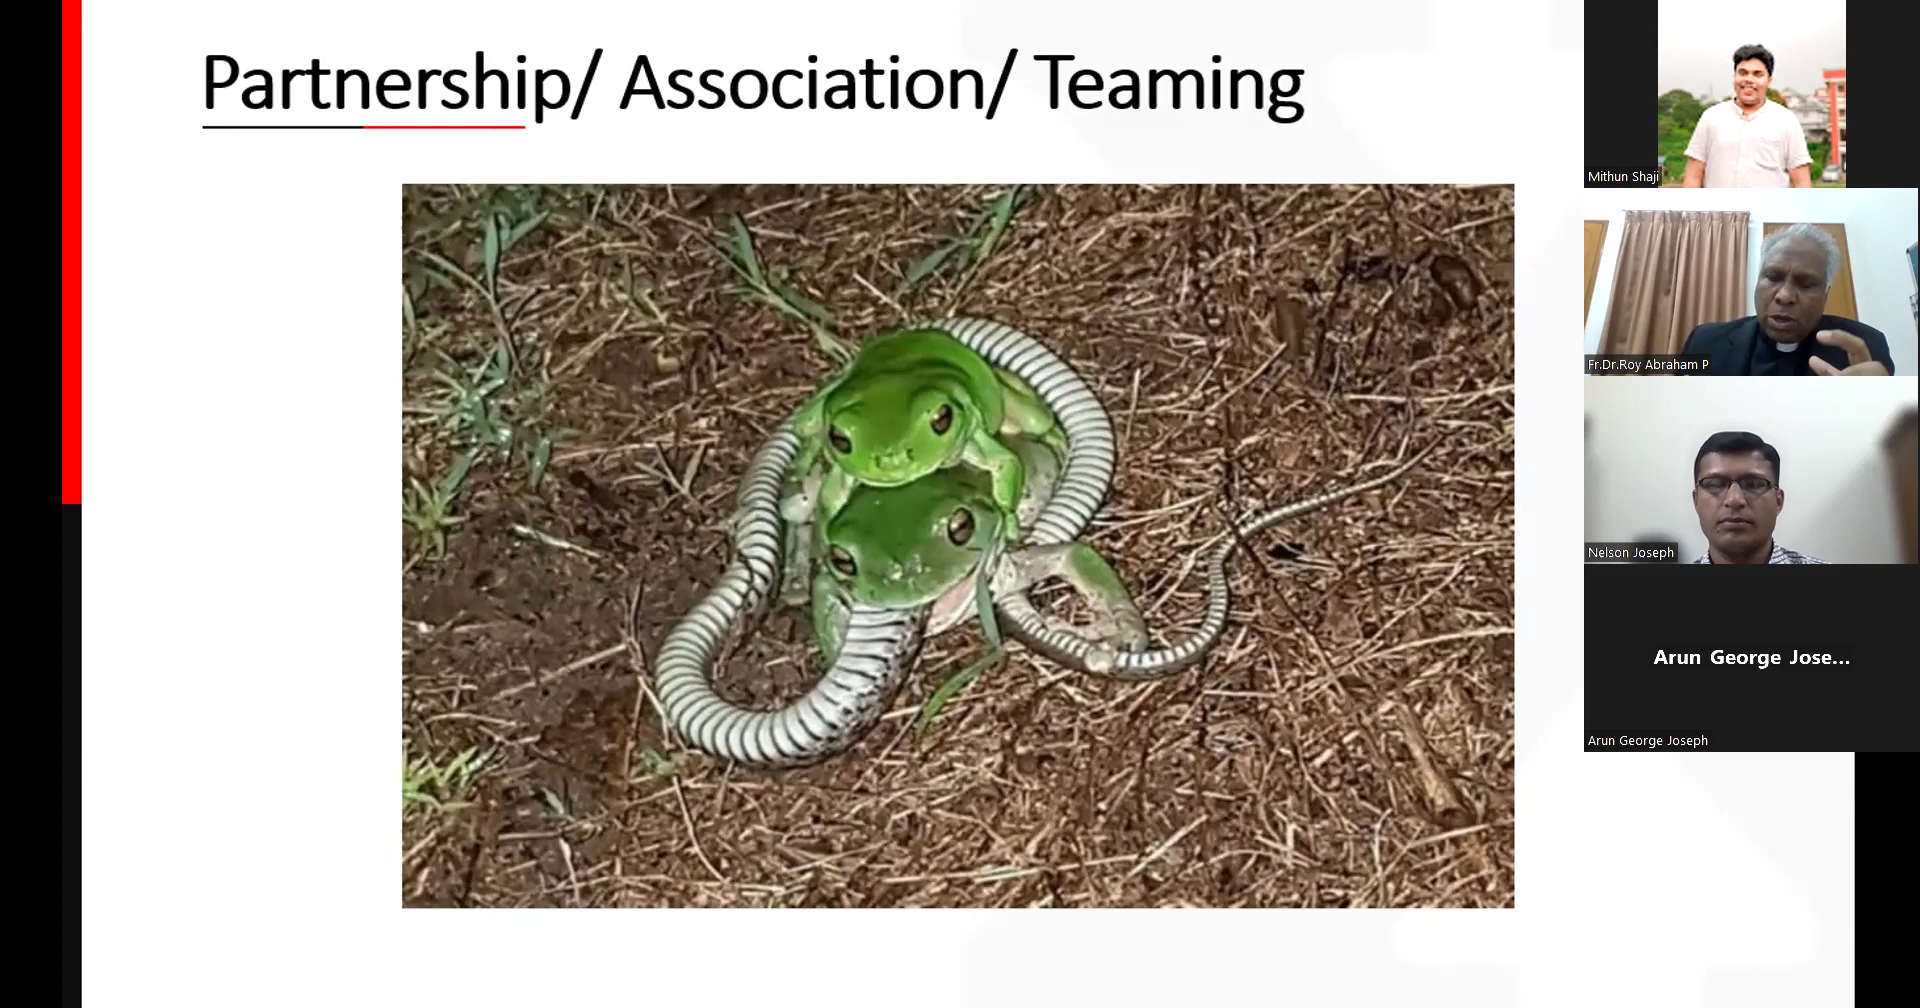 Partnership/ Association/ Teaming
Mithun Shaji
Fr.Dr.Roy Abraham P
Nelson Joseph
Arun George Jose...
Arun George Joseph